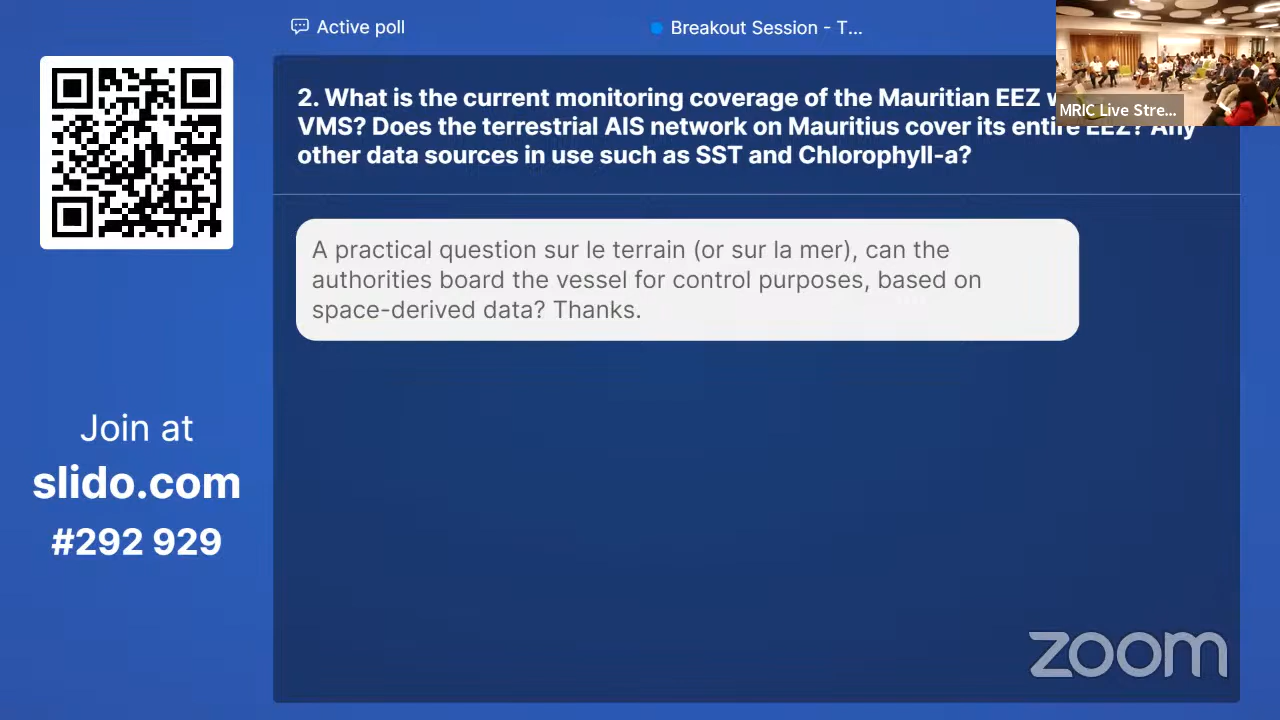 Active poll
Breakout Session - T...
2. What is the current monitoring coverage of the Mauritian EEZ
VMS? Does the terrestrial AIS network on Mauritius cover its entire EEZ? Any
other data sources in use such as SST and Chlorophyll-a?
MRIC Live Stre...
A practical question sur le terrain (or sur la mer), can the
authorities board the vessel for control purposes, based on
space-derived data? Thanks.
Join at
slido.com
#292 929
zoom